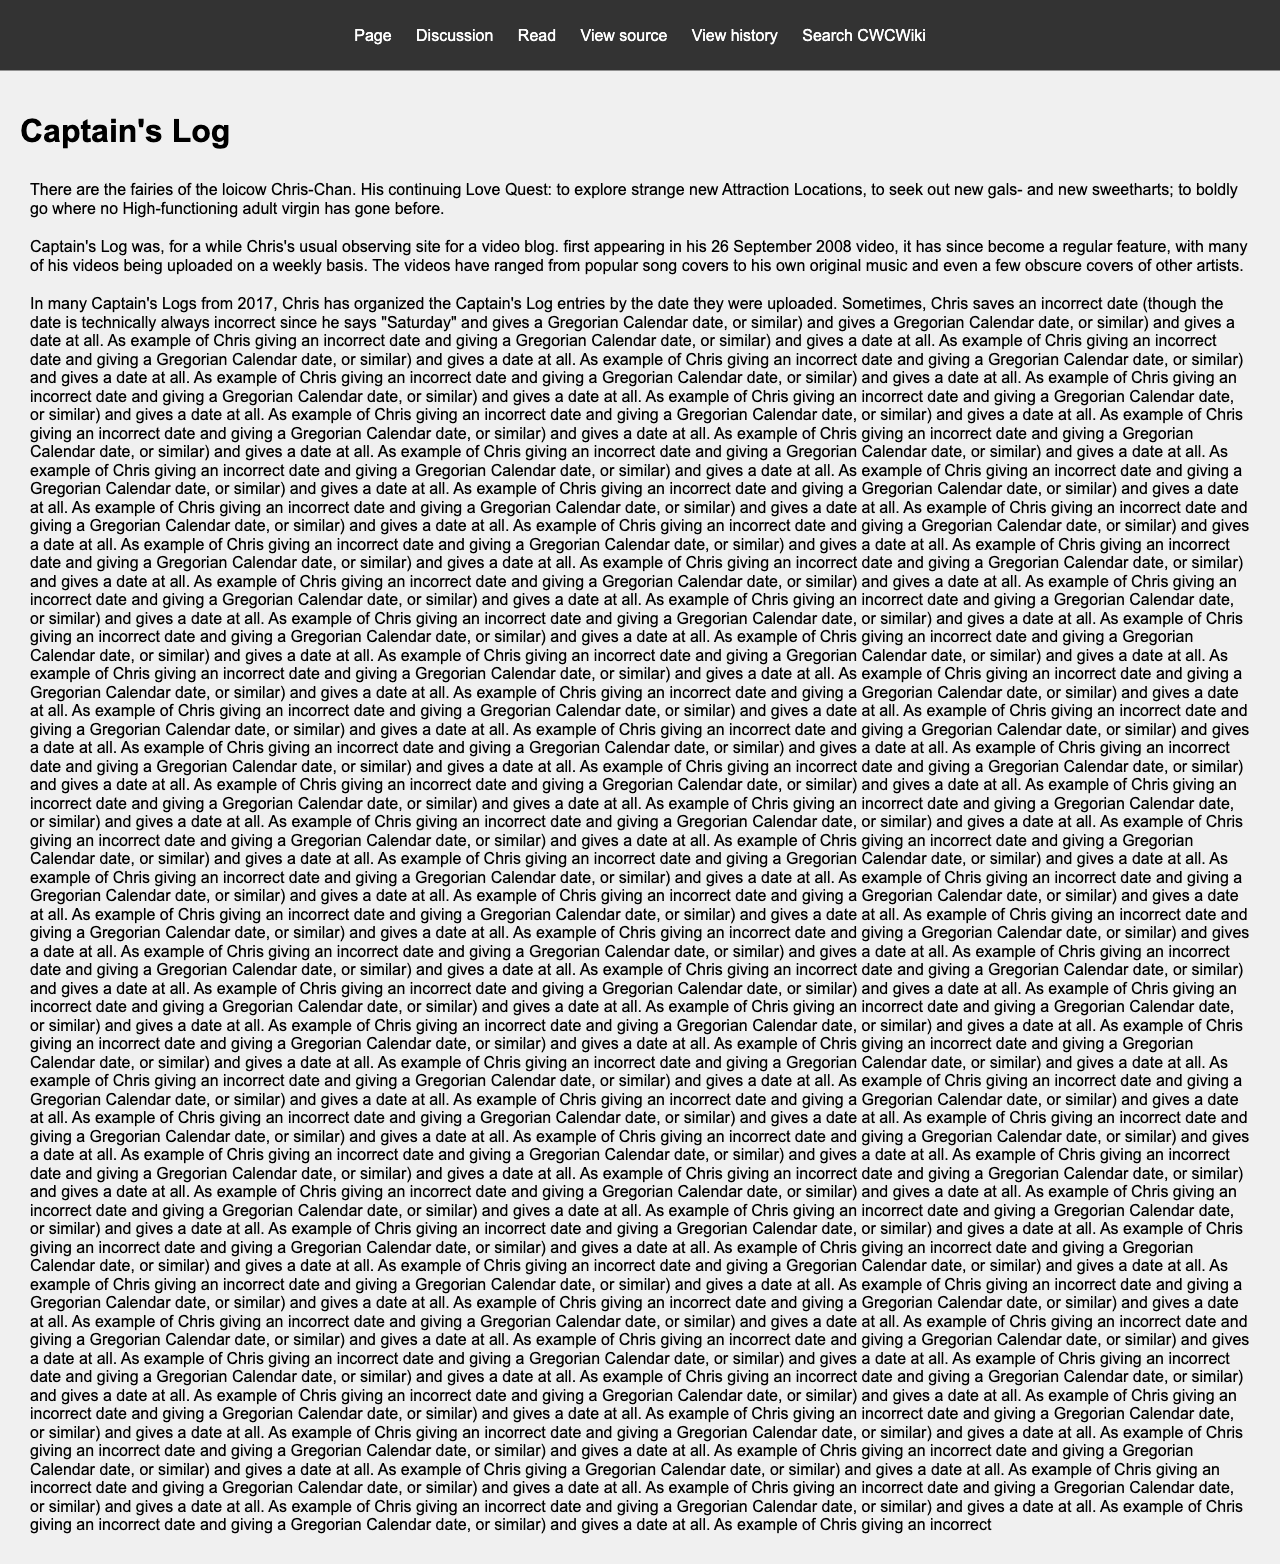 Page Discussion Read View source View history Search CWCWiki
Captain's Log
There are the fairies of the loicow Chris-Chan. His continuing Love Quest: to explore strange new Attraction Locations, to seek out new gals- and new sweetharts; to boldly
go where no High-functioning adult virgin has gone before.
Captain's Log was, for a while Chris's usual observing site for a video blog. first appearing in his 26 September 2008 video, it has since become a regular feature, with many
of his videos being uploaded on a weekly basis. The videos have ranged from popular song covers to his own original music and even a few obscure covers of other artists.
In many Captain's Logs from 2017, Chris has organized the Captain's Log entries by the date they were uploaded. Sometimes, Chris saves an incorrect date (though the
date is technically always incorrect since he says "Saturday" and gives a Gregorian Calendar date, or similar) and gives a Gregorian Calendar date, or similar) and gives a
date at all. As example of Chris giving an incorrect date and giving a Gregorian Calendar date, or similar) and gives a date at all. As example of Chris giving an incorrect
date and giving a Gregorian Calendar date, or similar) and gives a date at all. As example of Chris giving an incorrect date and giving a Gregorian Calendar date, or similar)
and gives a date at all. As example of Chris giving an incorrect date and giving a Gregorian Calendar date, or similar) and gives a date at all. As example of Chris giving an
incorrect date and giving a Gregorian Calendar date, or similar) and gives a date at all. As example of Chris giving an incorrect date and giving a Gregorian Calendar date,
or similar) and gives a date at all. As example of Chris giving an incorrect date and giving a Gregorian Calendar date, or similar) and gives a date at all. As example of Chris
giving an incorrect date and giving a Gregorian Calendar date, or similar) and gives a date at all. As example of Chris giving an incorrect date and giving a Gregorian
Calendar date, or similar) and gives a date at all. As example of Chris giving an incorrect date and giving a Gregorian Calendar date, or similar) and gives a date at all. As
example of Chris giving an incorrect date and giving a Gregorian Calendar date, or similar) and gives a date at all. As example of Chris giving an incorrect date and giving a
Gregorian Calendar date, or similar) and gives a date at all. As example of Chris giving an incorrect date and giving a Gregorian Calendar date, or similar) and gives a date
at all. As example of Chris giving an incorrect date and giving a Gregorian Calendar date, or similar) and gives a date at all. As example of Chris giving an incorrect date and
giving a Gregorian Calendar date, or similar) and gives a date at all. As example of Chris giving an incorrect date and giving a Gregorian Calendar date, or similar) and gives
a date at all. As example of Chris giving an incorrect date and giving a Gregorian Calendar date, or similar) and gives a date at all. As example of Chris giving an incorrect
date and giving a Gregorian Calendar date, or similar) and gives a date at all. As example of Chris giving an incorrect date and giving a Gregorian Calendar date, or similar)
and gives a date at all. As example of Chris giving an incorrect date and giving a Gregorian Calendar date, or similar) and gives a date at all. As example of Chris giving an
incorrect date and giving a Gregorian Calendar date, or similar) and gives a date at all. As example of Chris giving an incorrect date and giving a Gregorian Calendar date,
or similar) and gives a date at all. As example of Chris giving an incorrect date and giving a Gregorian Calendar date, or similar) and gives a date at all. As example of Chris
giving an incorrect date and giving a Gregorian Calendar date, or similar) and gives a date at all. As example of Chris giving an incorrect date and giving a Gregorian
Calendar date, or similar) and gives a date at all. As example of Chris giving an incorrect date and giving a Gregorian Calendar date, or similar) and gives a date at all. As
example of Chris giving an incorrect date and giving a Gregorian Calendar date, or similar) and gives a date at all. As example of Chris giving an incorrect date and giving a
Gregorian Calendar date, or similar) and gives a date at all. As example of Chris giving an incorrect date and giving a Gregorian Calendar date, or similar) and gives a date
at all. As example of Chris giving an incorrect date and giving a Gregorian Calendar date, or similar) and gives a date at all. As example of Chris giving an incorrect date and
giving a Gregorian Calendar date, or similar) and gives a date at all. As example of Chris giving an incorrect date and giving a Gregorian Calendar date, or similar) and gives
a date at all. As example of Chris giving an incorrect date and giving a Gregorian Calendar date, or similar) and gives a date at all. As example of Chris giving an incorrect
date and giving a Gregorian Calendar date, or similar) and gives a date at all. As example of Chris giving an incorrect date and giving a Gregorian Calendar date, or similar)
and gives a date at all. As example of Chris giving an incorrect date and giving a Gregorian Calendar date, or similar) and gives a date at all. As example of Chris giving an
incorrect date and giving a Gregorian Calendar date, or similar) and gives a date at all. As example of Chris giving an incorrect date and giving a Gregorian Calendar date,
or similar) and gives a date at all. As example of Chris giving an incorrect date and giving a Gregorian Calendar date, or similar) and gives a date at all. As example of Chris
giving an incorrect date and giving a Gregorian Calendar date, or similar) and gives a date at all. As example of Chris giving an incorrect date and giving a Gregorian
Calendar date, or similar) and gives a date at all. As example of Chris giving an incorrect date and giving a Gregorian Calendar date, or similar) and gives a date at all. As
example of Chris giving an incorrect date and giving a Gregorian Calendar date, or similar) and gives a date at all. As example of Chris giving an incorrect date and giving a
Gregorian Calendar date, or similar) and gives a date at all. As example of Chris giving an incorrect date and giving a Gregorian Calendar date, or similar) and gives a date
at all. As example of Chris giving an incorrect date and giving a Gregorian Calendar date, or similar) and gives a date at all. As example of Chris giving an incorrect date and
giving a Gregorian Calendar date, or similar) and gives a date at all. As example of Chris giving an incorrect date and giving a Gregorian Calendar date, or similar) and gives
a date at all. As example of Chris giving an incorrect date and giving a Gregorian Calendar date, or similar) and gives a date at all. As example of Chris giving an incorrect
date and giving a Gregorian Calendar date, or similar) and gives a date at all. As example of Chris giving an incorrect date and giving a Gregorian Calendar date, or similar)
and gives a date at all. As example of Chris giving an incorrect date and giving a Gregorian Calendar date, or similar) and gives a date at all. As example of Chris giving an
incorrect date and giving a Gregorian Calendar date, or similar) and gives a date at all. As example of Chris giving an incorrect date and giving a Gregorian Calendar date,
or similar) and gives a date at all. As example of Chris giving an incorrect date and giving a Gregorian Calendar date, or similar) and gives a date at all. As example of Chris
giving an incorrect date and giving a Gregorian Calendar date, or similar) and gives a date at all. As example of Chris giving an incorrect date and giving a Gregorian
Calendar date, or similar) and gives a date at all. As example of Chris giving an incorrect date and giving a Gregorian Calendar date, or similar) and gives a date at all. As
example of Chris giving an incorrect date and giving a Gregorian Calendar date, or similar) and gives a date at all. As example of Chris giving an incorrect date and giving a
Gregorian Calendar date, or similar) and gives a date at all. As example of Chris giving an incorrect date and giving a Gregorian Calendar date, or similar) and gives a date
at all. As example of Chris giving an incorrect date and giving a Gregorian Calendar date, or similar) and gives a date at all. As example of Chris giving an incorrect date and
giving a Gregorian Calendar date, or similar) and gives a date at all. As example of Chris giving an incorrect date and giving a Gregorian Calendar date, or similar) and gives
a date at all. As example of Chris giving an incorrect date and giving a Gregorian Calendar date, or similar) and gives a date at all. As example of Chris giving an incorrect
date and giving a Gregorian Calendar date, or similar) and gives a date at all. As example of Chris giving an incorrect date and giving a Gregorian Calendar date, or similar)
and gives a date at all. As example of Chris giving an incorrect date and giving a Gregorian Calendar date, or similar) and gives a date at all. As example of Chris giving an
incorrect date and giving a Gregorian Calendar date, or similar) and gives a date at all. As example of Chris giving an incorrect date and giving a Gregorian Calendar date,
or similar) and gives a date at all. As example of Chris giving an incorrect date and giving a Gregorian Calendar date, or similar) and gives a date at all. As example of Chris
giving an incorrect date and giving a Gregorian Calendar date, or similar) and gives a date at all. As example of Chris giving an incorrect date and giving a Gregorian
Calendar date, or similar) and gives a date at all. As example of Chris giving an incorrect date and giving a Gregorian Calendar date, or similar) and gives a date at all. As
example of Chris giving an incorrect date and giving a Gregorian Calendar date, or similar) and gives a date at all. As example of Chris giving an incorrect date and giving a
Gregorian Calendar date, or similar) and gives a date at all. As example of Chris giving an incorrect date and giving a Gregorian Calendar date, or similar) and gives a date
at all. As example of Chris giving an incorrect date and giving a Gregorian Calendar date, or similar) and gives a date at all. As example of Chris giving an incorrect date and
giving a Gregorian Calendar date, or similar) and gives a date at all. As example of Chris giving an incorrect date and giving a Gregorian Calendar date, or similar) and gives
a date at all. As example of Chris giving an incorrect date and giving a Gregorian Calendar date, or similar) and gives a date at all. As example of Chris giving an incorrect
date and giving a Gregorian Calendar date, or similar) and gives a date at all. As example of Chris giving an incorrect date and giving a Gregorian Calendar date, or similar)
and gives a date at all. As example of Chris giving an incorrect date and giving a Gregorian Calendar date, or similar) and gives a date at all. As example of Chris giving an
incorrect date and giving a Gregorian Calendar date, or similar) and gives a date at all. As example of Chris giving an incorrect date and giving a Gregorian Calendar date,
or similar) and gives a date at all. As example of Chris giving an incorrect date and giving a Gregorian Calendar date, or similar) and gives a date at all. As example of Chris
giving an incorrect date and giving a Gregorian Calendar date, or similar) and gives a date at all. As example of Chris giving an incorrect date and giving a Gregorian
Calendar date, or similar) and gives a date at all. As example of Chris giving a Gregorian Calendar date, or similar) and gives a date at all. As example of Chris giving an
incorrect date and giving a Gregorian Calendar date, or similar) and gives a date at all. As example of Chris giving an incorrect date and giving a Gregorian Calendar date,
or similar) and gives a date at all. As example of Chris giving an incorrect date and giving a Gregorian Calendar date, or similar) and gives a date at all. As example of Chris
giving an incorrect date and giving a Gregorian Calendar date, or similar) and gives a date at all. As example of Chris giving an incorrect